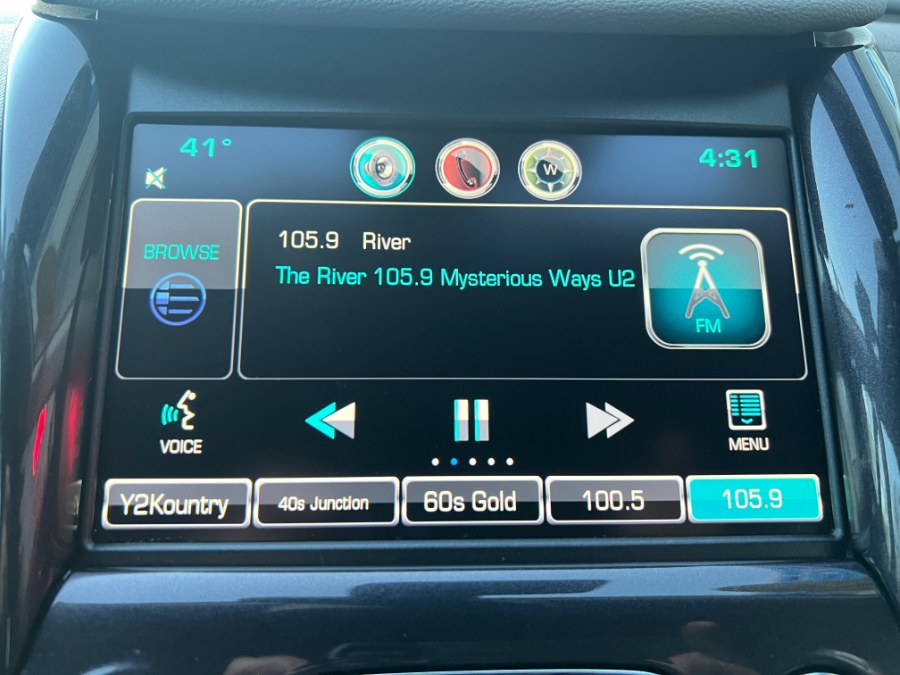 41°
W
4:31
BROWSE
105.9 River
The River 105.9 Mysterious Ways U2
FM
VOICE
MENU
Y2Kountry
40s Junction
60s Gold
100.5
105.9